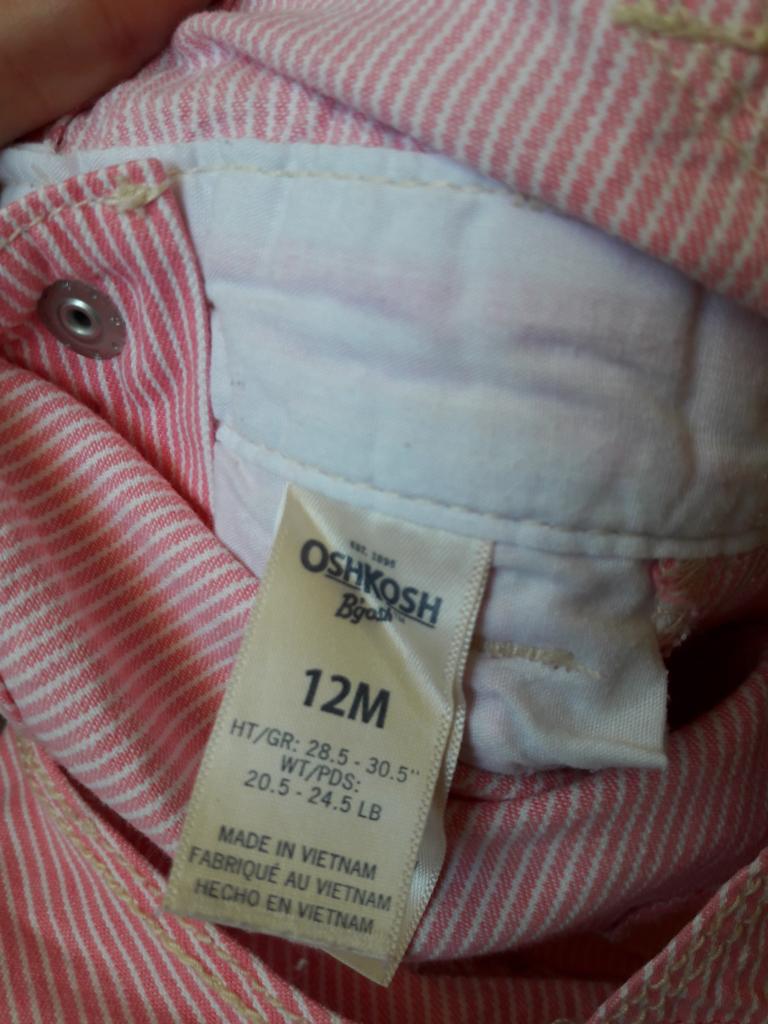 EST. 1895
OSHKOSH
B'gosh™
12M
HT/GR: 28.5 - 30.5"
WT/PDS:
20.5 - 24.5 LB
MADE IN VIETNAM
FABRIQUÉ AU VIETNAM
HECHO EN VIETNAM